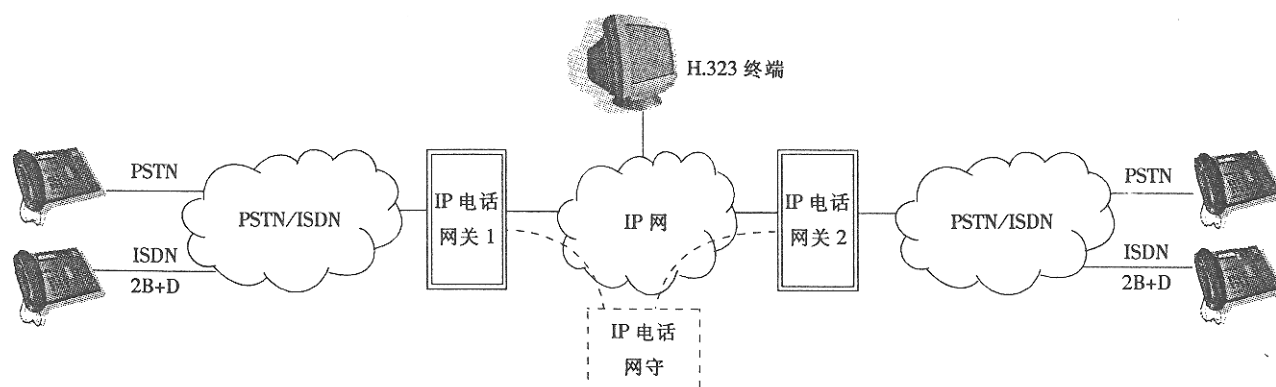 H.323 终端
PSTN
ISDN
2B+D
PSTN/ISDN
IP 电话
网关 1
IP 网
IP 电话
网关 2
PSTN/ISDN
PSTN
ISDN
2B+D
IP 电话
网守